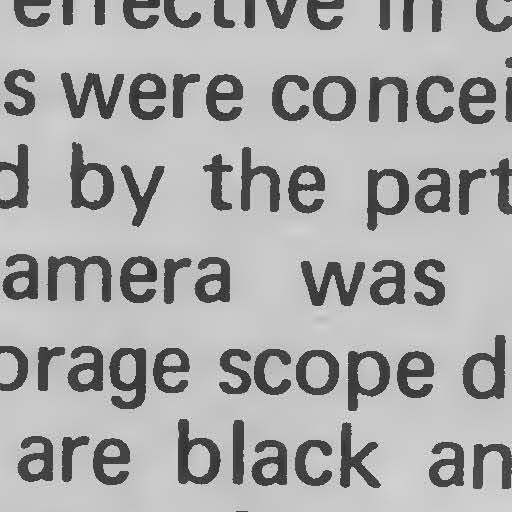 effective in c
s were concei
d by the part
amera was
orage scope d
are black an